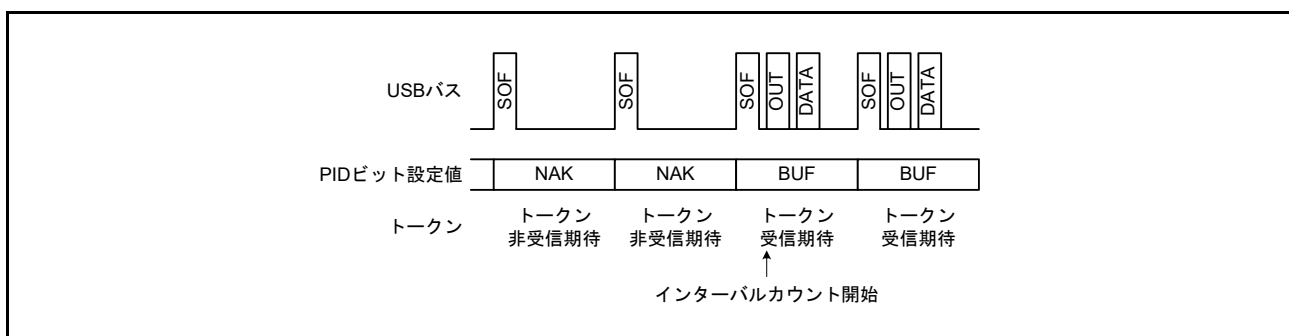 USBバス
SOF
SOF
SOF
OUT
DATA
SOF
OUT
DATA
PIDビット設定値
NAK
NAK
BUF
BUF
トークン
トークン
非受信期待
トークン
非受信期待
トークン
受信期待
トークン
受信期待
インターバルカウント開始